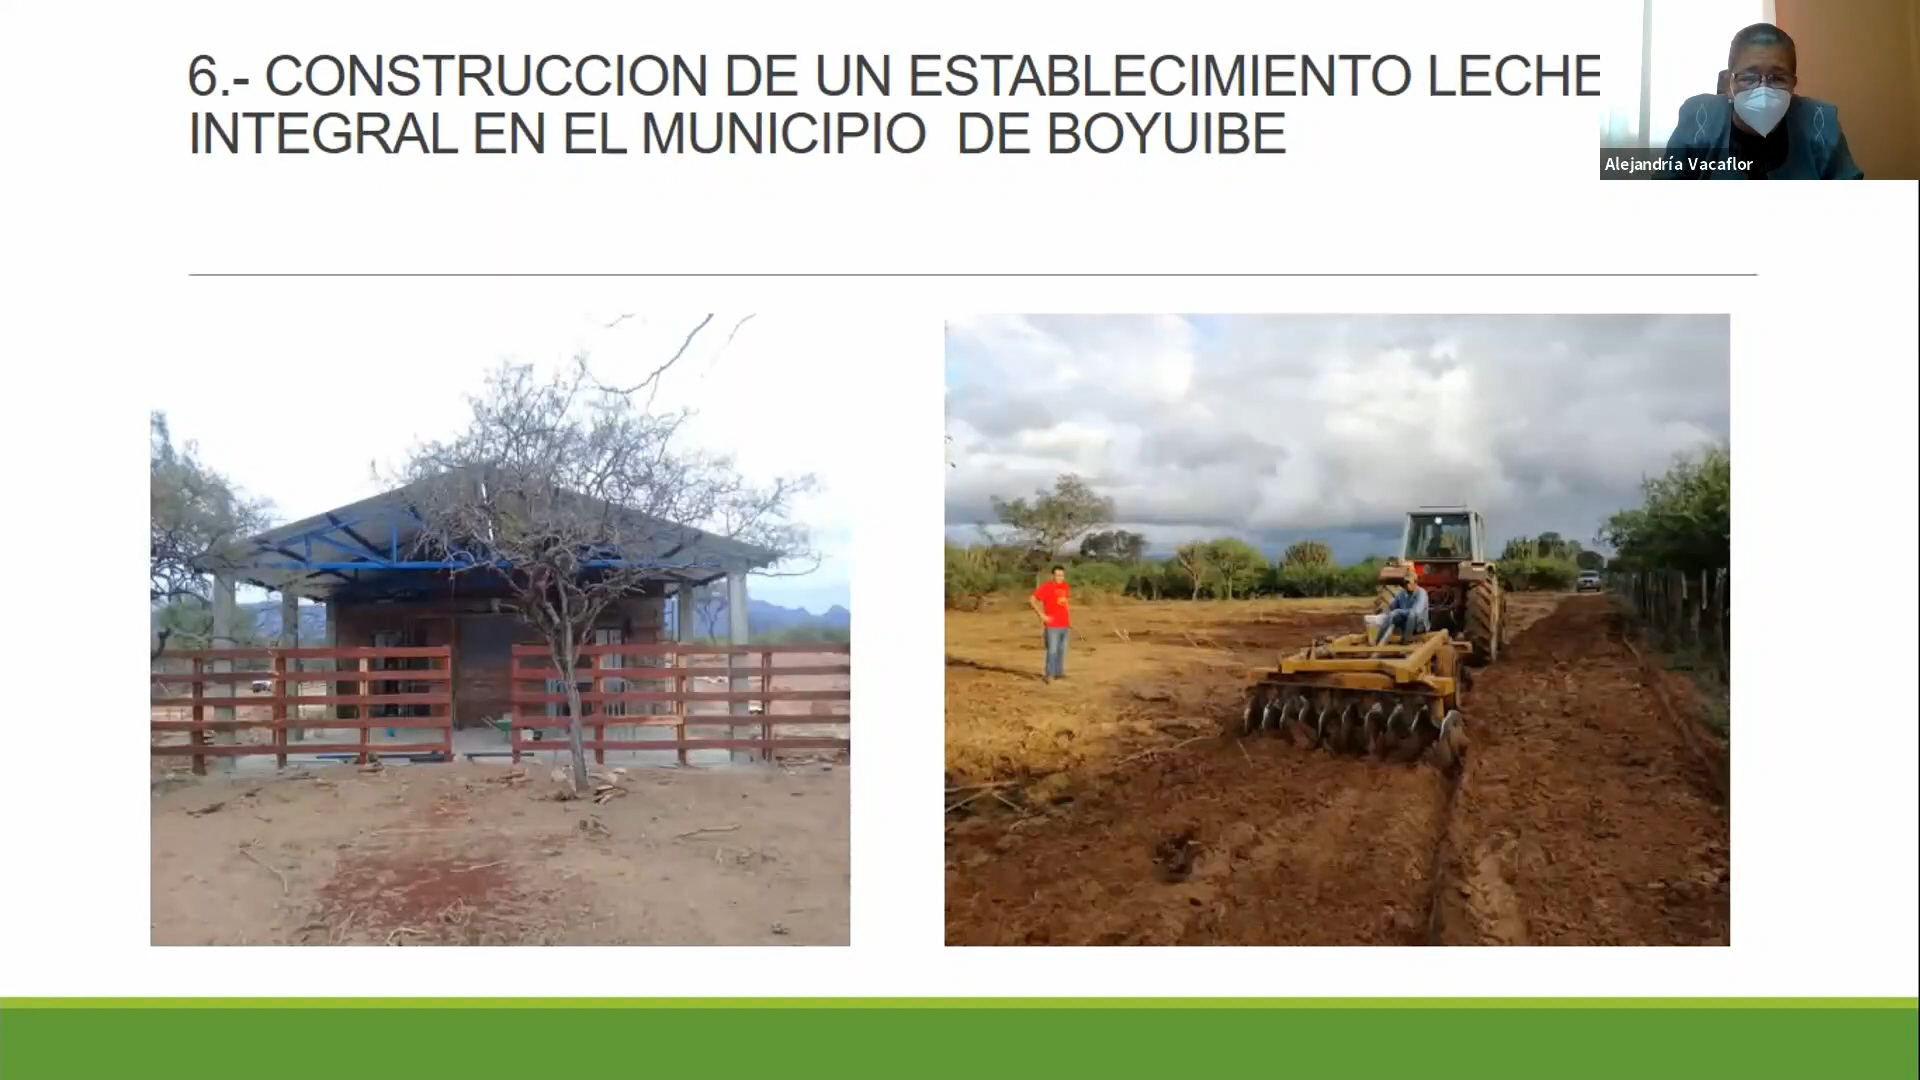 6.- CONSTRUCCION DE UN ESTABLECIMIENTO LECHE
INTEGRAL EN EL MUNICIPIO DE BOYUIBE
Alejandría Vacaflor